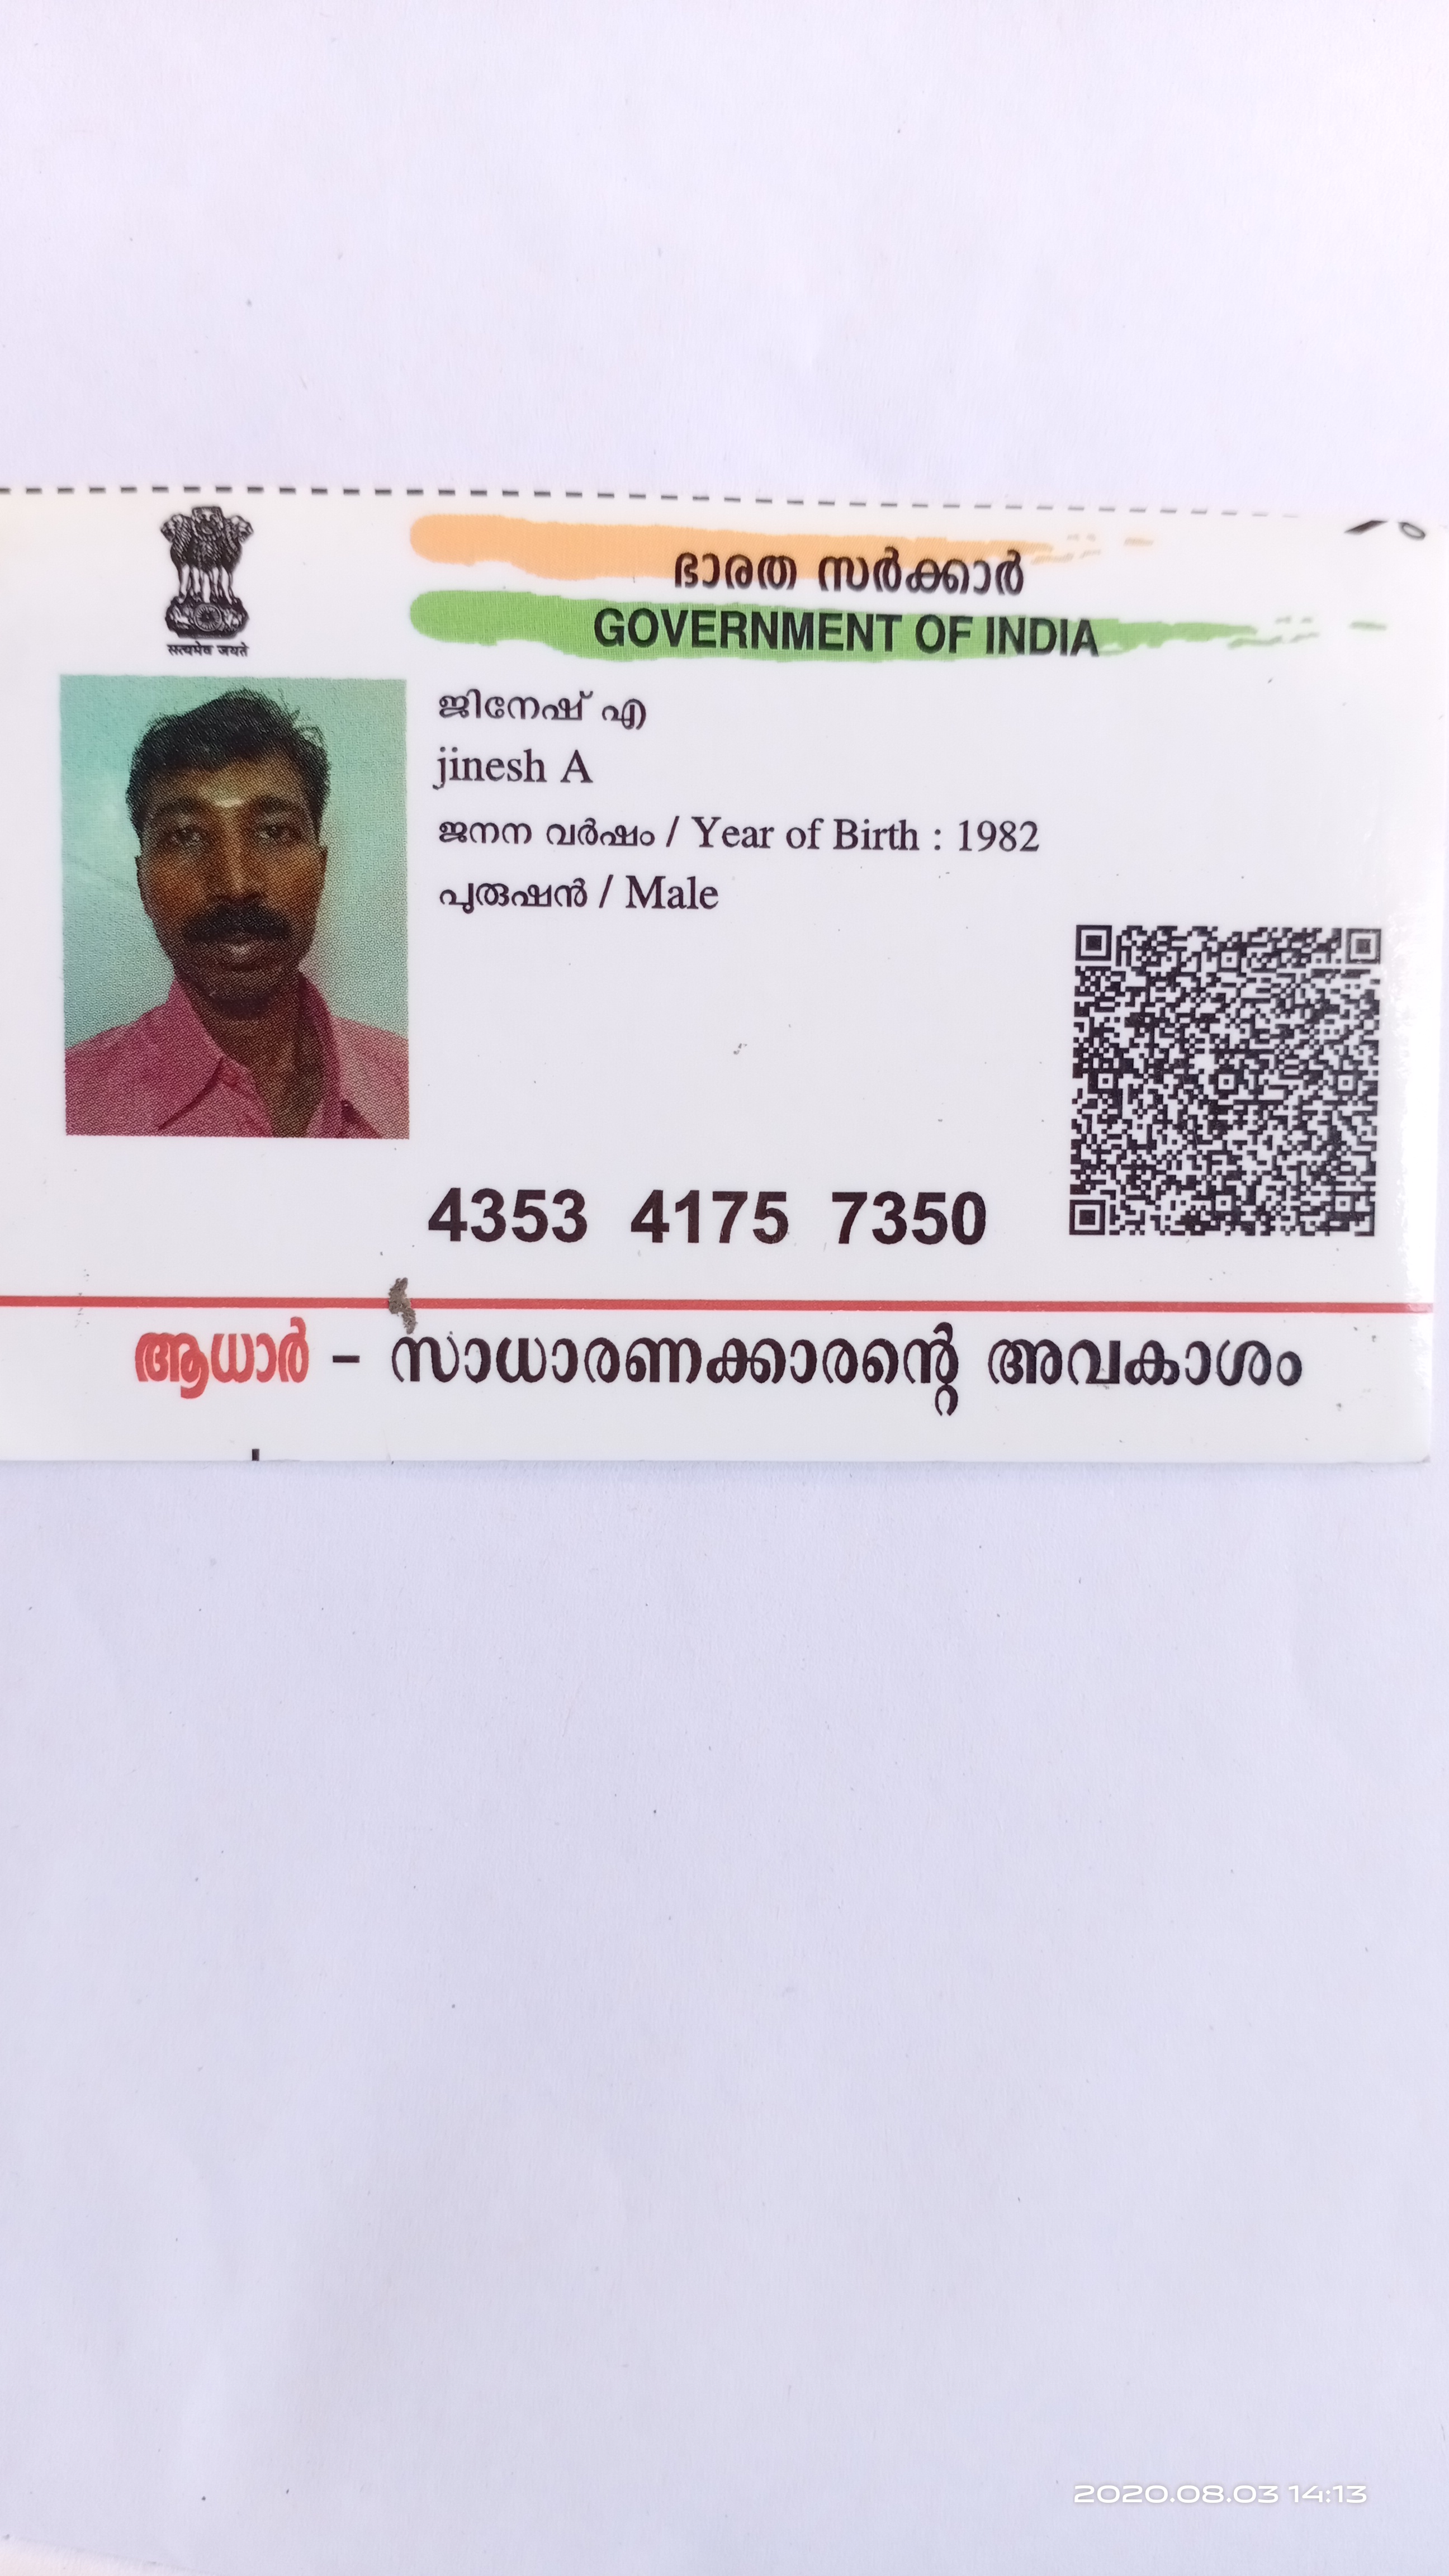 ഭാരത സർക്കാർ
GOVERNMENT OF INDIA
सत्यमेव जयते
ജിനേഷ് എ
jinesh A
ജനന വർഷം / Year of Birth : 1982
പുരുഷൻ / Male
4353 4175 7350
ആധാർ - സാധാരണക്കാരന്റെ അവകാശം
2020.08.03 14:13